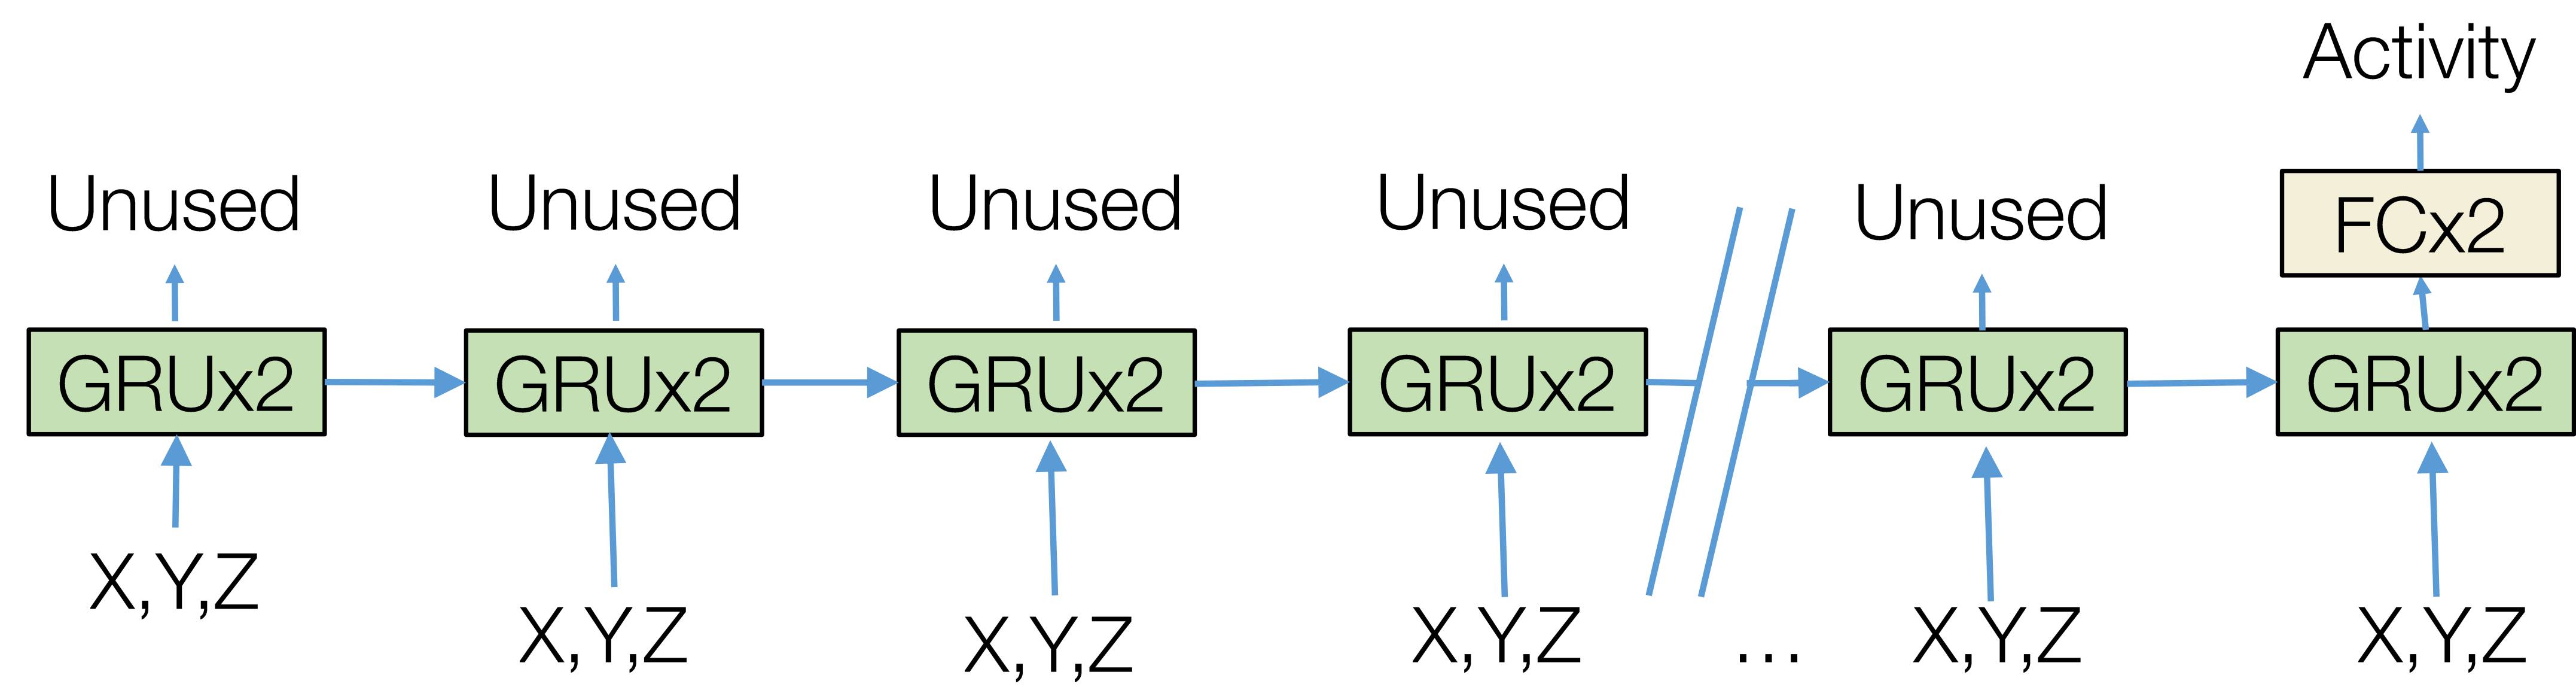 Activity
Unused Unused Unused Unused Unused FCx2
GRUx2 GRUx2 GRUx2 GRUx2 GRUx2 GRUx2
X,Y,Z X,Y,Z X,Y,Z X,Y,Z ... X,Y,Z X,Y,Z